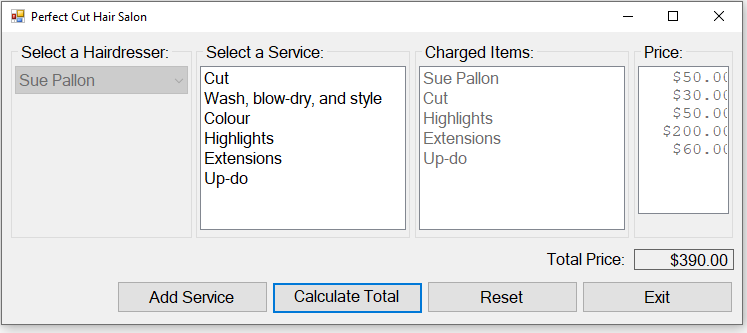 Perfect Cut Hair Salon
Select a Hairdresser:
Sue Pallon
Select a Service:
Cut
Wash, blow-dry, and style
Colour
Highlights
Extensions
Up-do
Charged Items:
Sue Pallon
Cut
Highlights
Extensions
Up-do
Price:
$50.00
$30.00
$50.00
$200.00
$60.00
Total Price: $390.00
Add Service Calculate Total Reset Exit